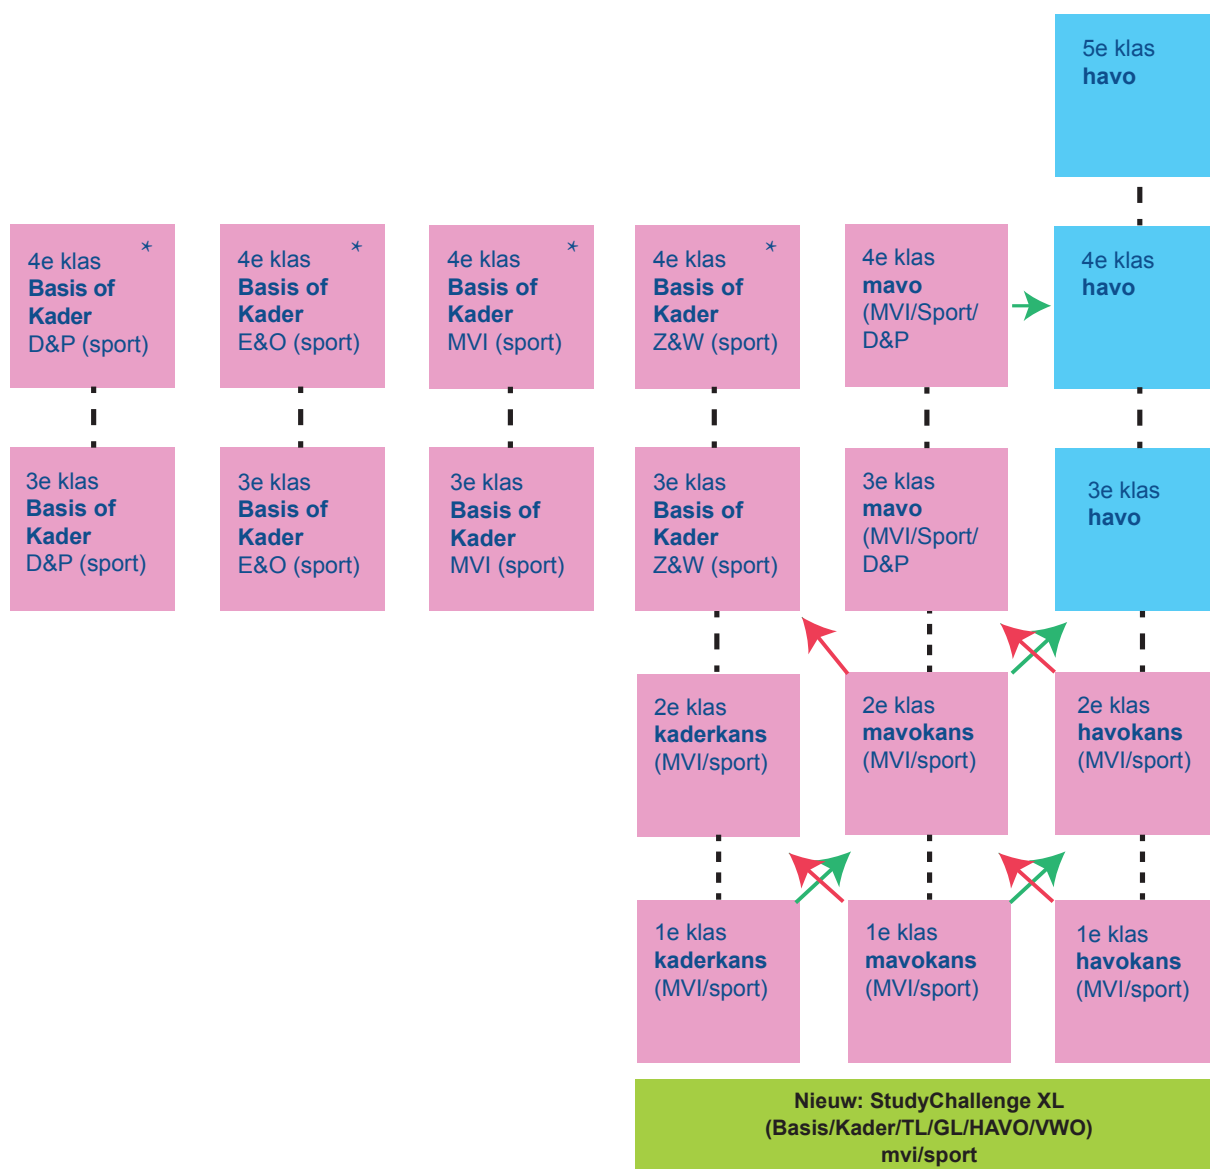 5e klas
havo
4e klas
*
Basis of
Kader
D&P (sport)
4e klas
*
Basis of
Kader
E&O (sport)
4e klas
*
Basis of
Kader
MVI (sport)
4e klas
*
Basis of
Kader
Z&W (sport)
4e klas
mavo
(MVI/Sport/
D&P
4e klas
havo
3e klas
Basis of
Kader
D&P (sport)
3e klas
Basis of
Kader
E&O (sport)
3e klas
Basis of
Kader
MVI (sport)
3e klas
Basis of
Kader
Z&W (sport)
3e klas
mavo
(MVI/Sport/
D&P
3e klas
havo
2e klas
kaderkans
(MVI/sport)
2e klas
mavokans
(MVI/sport)
2e klas
havokans
(MVI/sport)
1e klas
kaderkans
(MVI/sport)
1e klas
mavokans
(MVI/sport)
1e klas
havokans
(MVI/sport)
Nieuw: StudyChallenge XL
(Basis/Kader/TL/GL/HAVO/VWO)
mvi/sport